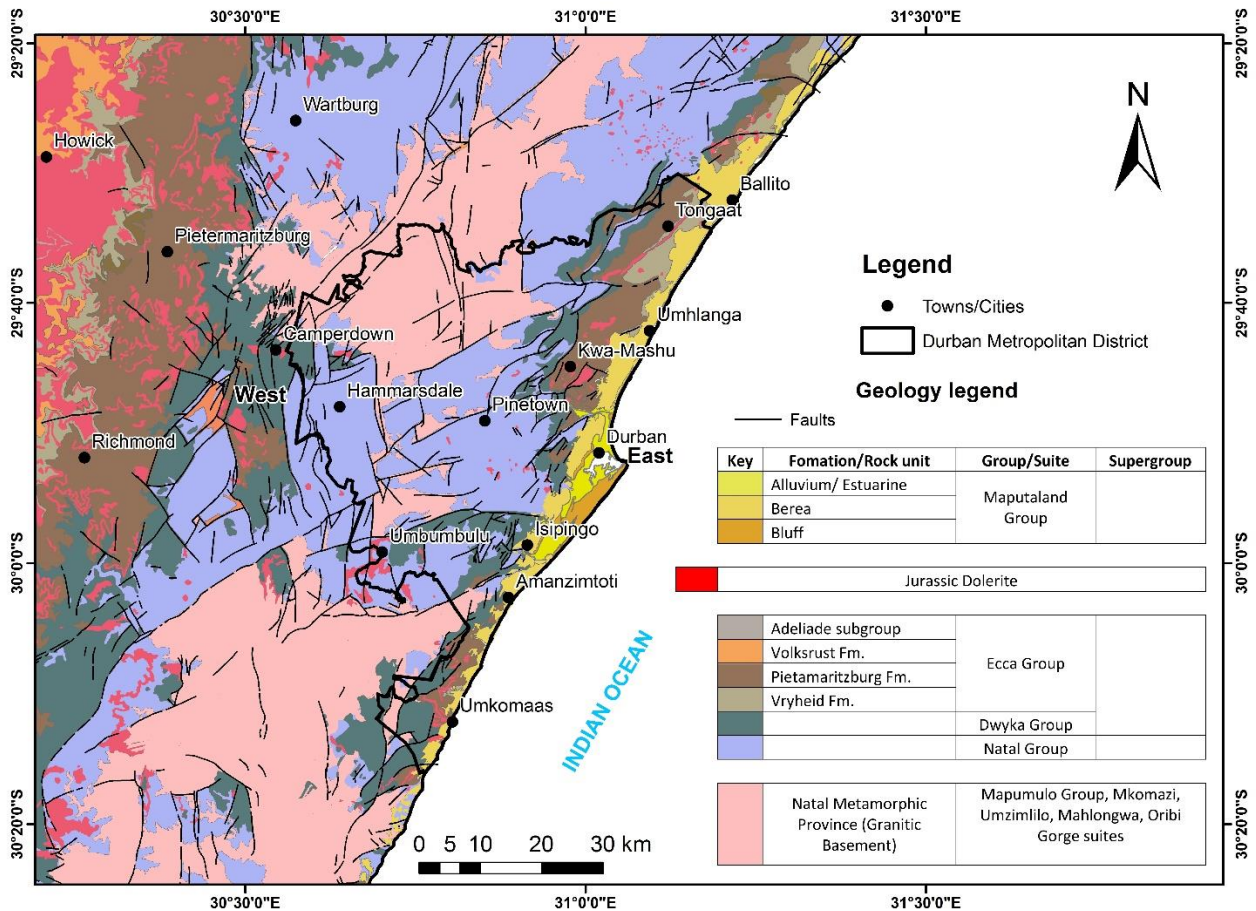 30°30'0"E
31°0'0"E
31°30'0"E
29°20'0"S
29°20'0"S
Wartburg
Howick
N
Ballito
Tongaat
Pietermaritzburg
Legend
Towns/Cities
Durban Metropolitan District
29°40'0"S
29°40'0"S
Umhlanga
Camperdown
Kwa-Mashu
Geology legend
Faults
West
Hammarsdale
Pinetown
Richmond
Durban
East
Key Fomation/Rock unit Group/Suite Supergroup
Alluvium/ Estuarine
Berea
Bluff
Maputaland
Group
Isipingo
Umbumbulu
30°0'0"S
30°0'0"S
Jurassic Dolerite
Amanzimtoti
Adeliade subgroup
Volksrust Fm.
Pietamaritzburg Fm.
Vryheid Fm.
Ecca Group
Dwyka Group
Natal Group
INDIAN OCEAN
Umkomaas
Natal Metamorphic
Province (Granitic
Basement)
Mapumulo Group, Mkomazi,
Umzimlilo, Mahlongwa, Oribi
Gorge suites
30°20'0"S
30°20'0"S
0 5 10 20 30 km
30°30'0"E
31°0'0"E
31°30'0"E